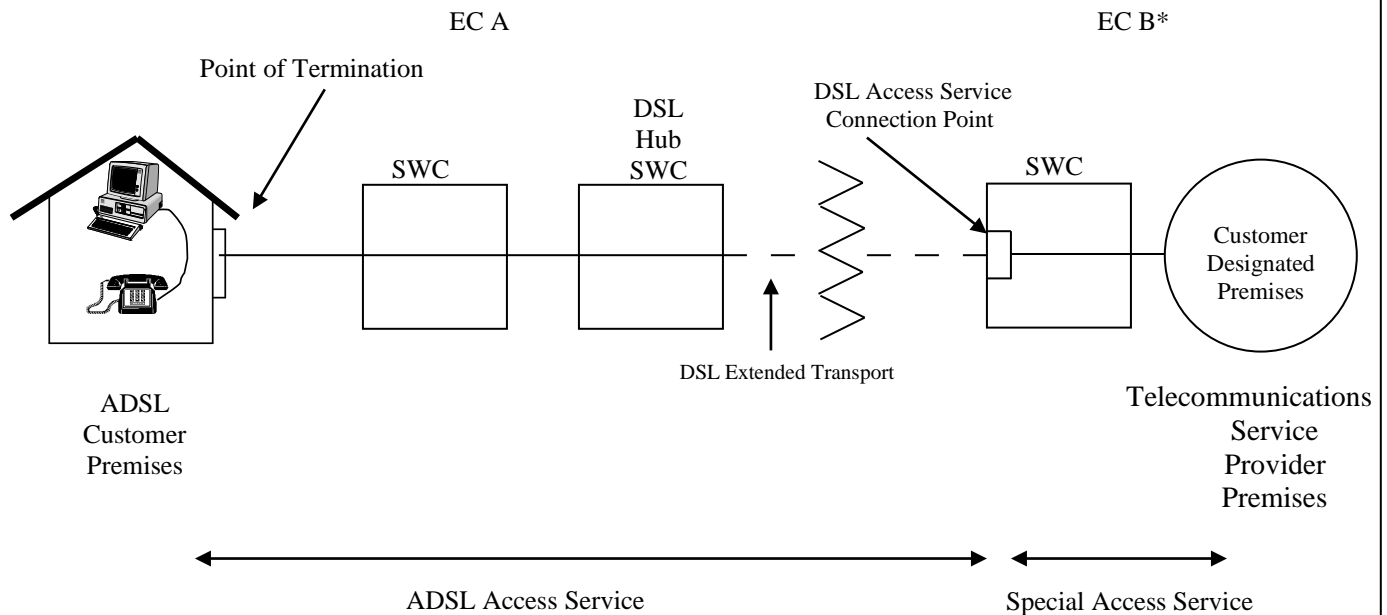 EC A
EC B*
Point of Termination
DSL Access Service
Connection Point
DSL
Hub
SWC
SWC
SWC
Customer
Designated
Premises
DSL Extended Transport
ADSL
Customer
Premises
Telecommunications
Service
Provider
Premises
ADSL Access Service
Special Access Service